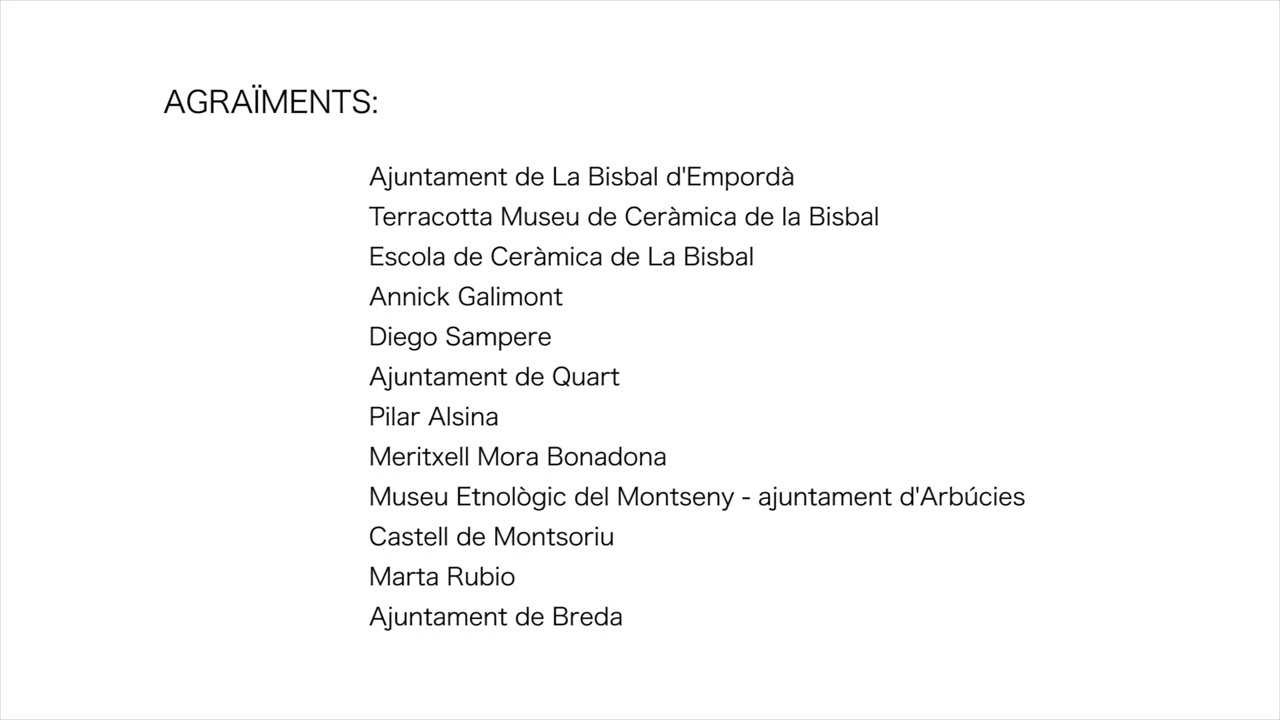 AGRAÏMENTS:
Ajuntament de La Bisbal d'Empordà
Terracotta Museu de Ceràmica de la Bisbal
Escola de Ceràmica de La Bisbal
Annick Galimont
Diego Sampere
Ajuntament de Quart
Pilar Alsina
Meritxell Mora Bonadona
Museu Etnològic del Montseny - ajuntament d'Arbúcies
Castell de Montsoriu
Marta Rubio
Ajuntament de Breda